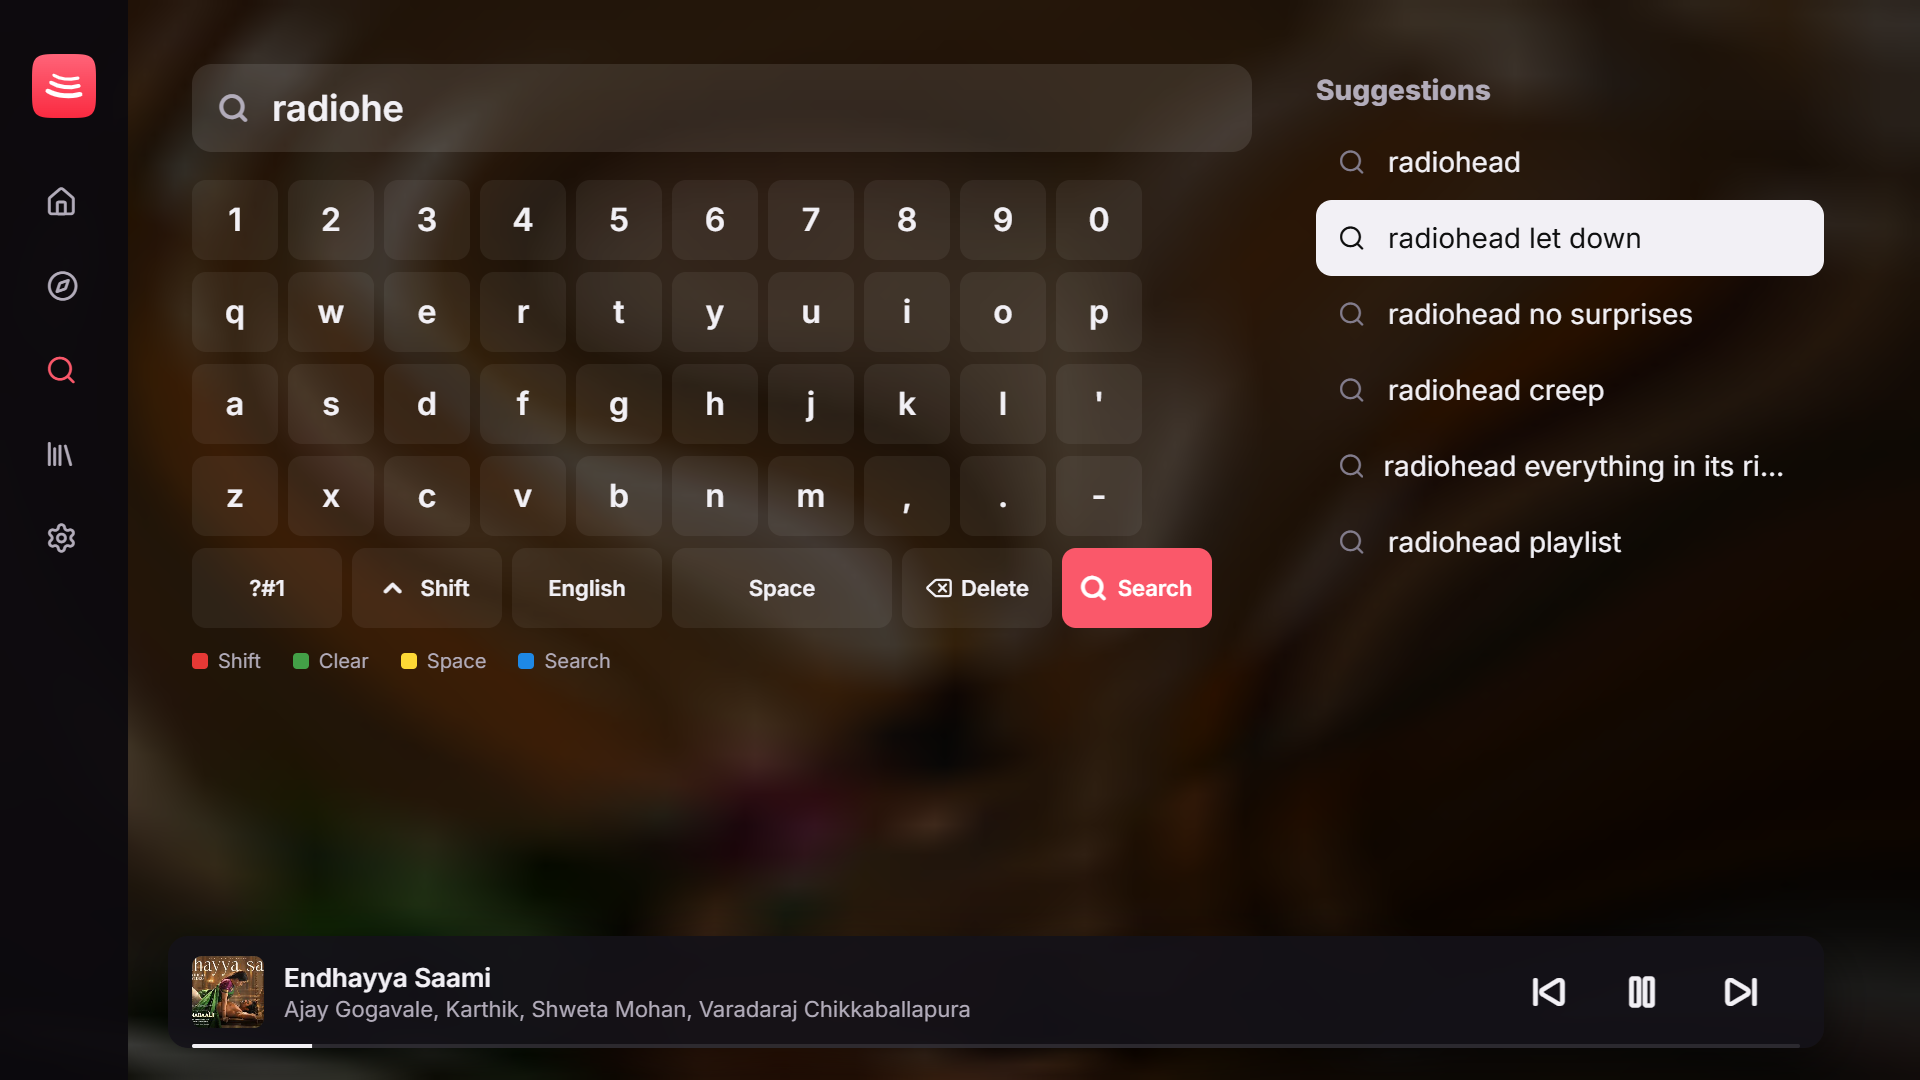 radiohe
1 2 3 4 5 6 7 8 9 0
q w e r t y u i o p
a s d f g h j k l '
z x c v b n m , . -
?#1 Shift English Space Delete Search
Shift Clear Space Search
Suggestions
radiohead
radiohead let down
radiohead no surprises
radiohead creep
radiohead everything in its ri...
radiohead playlist
hayya sa
Endhayya Saami
Ajay Gogavale, Karthik, Shweta Mohan, Varadaraj Chikkaballapura